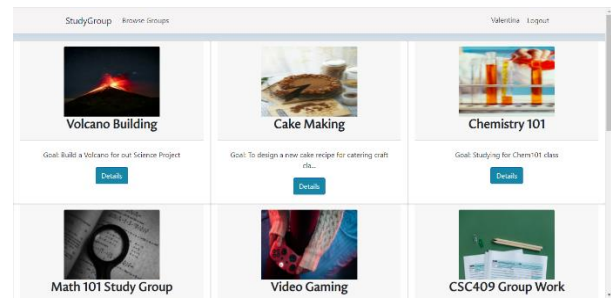 StudyGroup Browse Groups Valentina Logout
Volcano Building
Cake Making
Chemistry 101
Goal: Build a Volcano for out Science Project
Goal: To design a new cake recipe for catering craft
cla...
Goal: Studying for Chem101 class
Details
Details
Details
Math 101 Study Group
Video Gaming
CSC409 Group Work